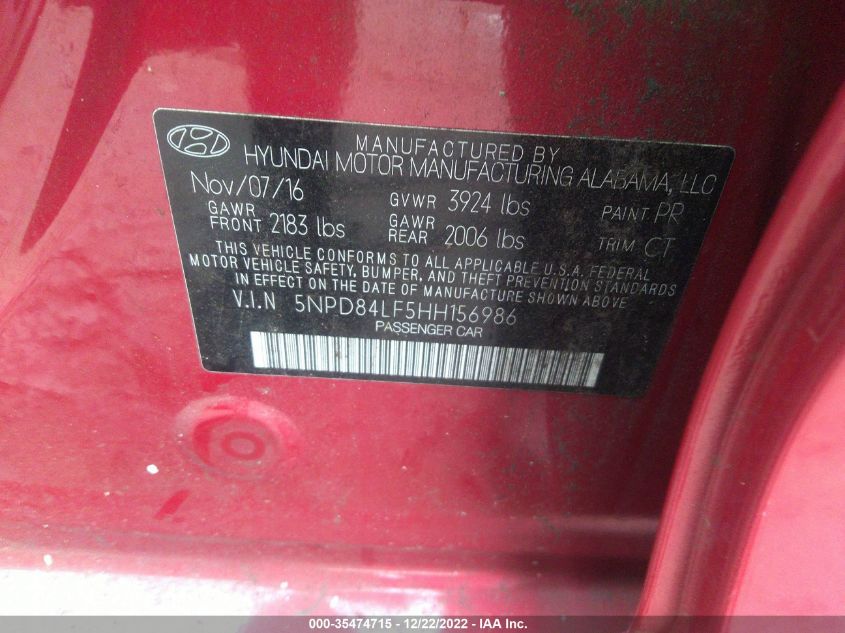 MANUFACTURED BY
HYUNDAI MOTOR MANUFACTURING ALABAMA, LLC
Nov/07/16 GVWR 3924 lbs PAINT PR
GAWR FRONT 2183 lbs GAWR REAR 2006 lbs TRIM CT
THIS VEHICLE CONFORMS TO ALL APPLICABLE U.S.A. FEDERAL
MOTOR VEHICLE SAFETY, BUMPER, AND THEFT PREVENTION STANDARDS
IN EFFECT ON THE DATE OF MANUFACTURE SHOWN ABOVE
V.I.N 5NPD84LF5HH156986
PASSENGER CAR
000-35474715 - 12/22/2022 - IAA Inc.